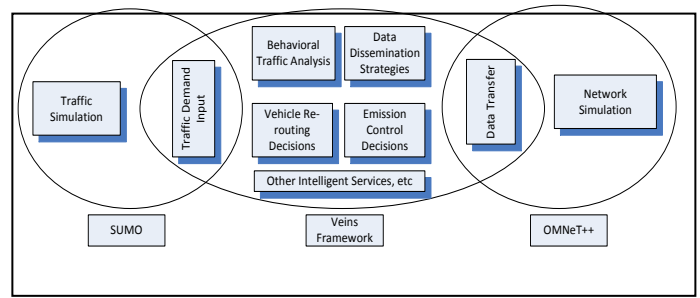 Traffic
Simulation
Traffic Demand
Input
Behavioral
Traffic Analysis
Data
Dissemination
Strategies
Vehicle Re-
routing
Decisions
Emission
Control
Decisions
Other Intelligent Services, etc
Data Transfer
Network
Simulation
SUMO
Veins
Framework
OMNeT++